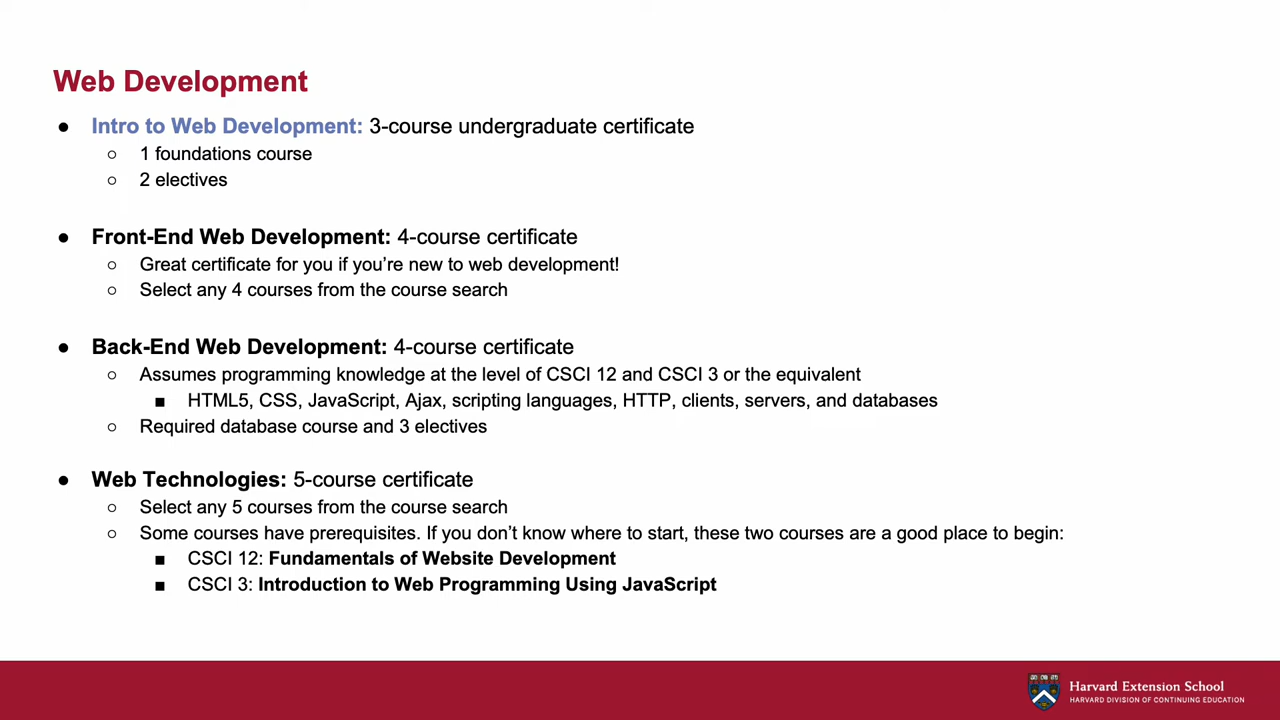 Web Development
● Intro to Web Development: 3-course undergraduate certificate
○ 1 foundations course
○ 2 electives
● Front-End Web Development: 4-course certificate
○ Great certificate for you if you’re new to web development!
○ Select any 4 courses from the course search
● Back-End Web Development: 4-course certificate
○ Assumes programming knowledge at the level of CSCI 12 and CSCI 3 or the equivalent
■ HTML5, CSS, JavaScript, Ajax, scripting languages, HTTP, clients, servers, and databases
○ Required database course and 3 electives
● Web Technologies: 5-course certificate
○ Select any 5 courses from the course search
○ Some courses have prerequisites. If you don’t know where to start, these two courses are a good place to begin:
■ CSCI 12: Fundamentals of Website Development
■ CSCI 3: Introduction to Web Programming Using JavaScript
Harvard Extension School
HARVARD DIVISION OF CONTINUING EDUCATION